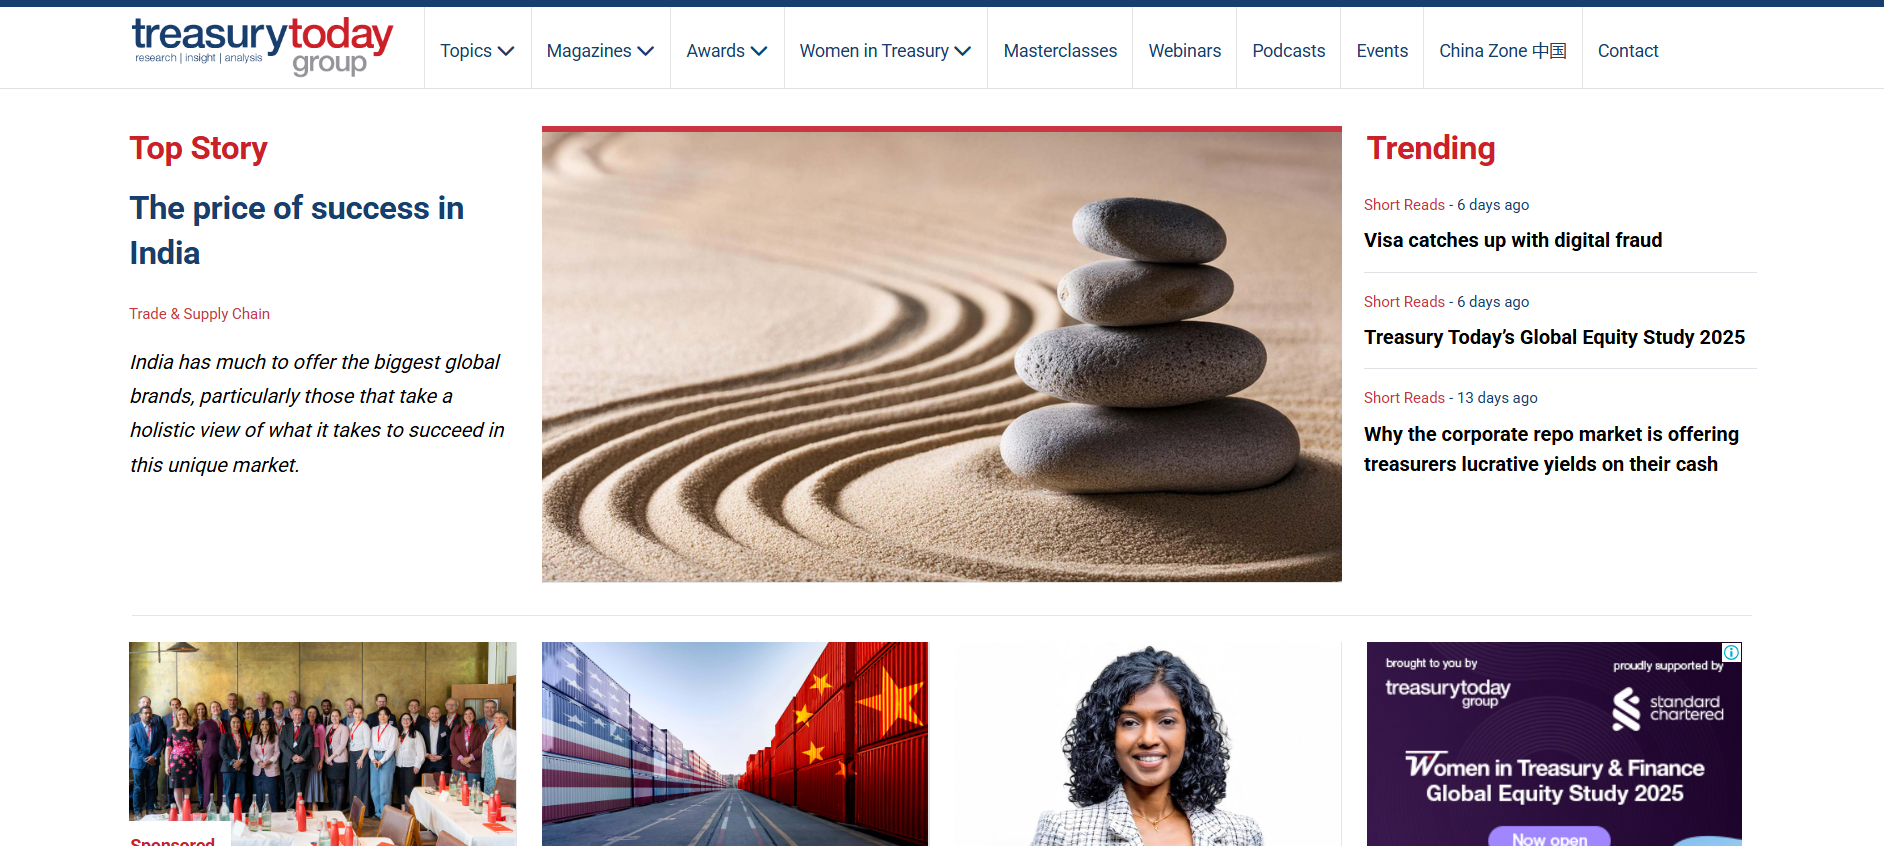 treasurytoday
research | insight | analysis
group
Topics
Magazines
Awards
Women in Treasury
Masterclasses
Webinars
Podcasts
Events
China Zone 中国
Contact
Top Story
The price of success in
India
Trade & Supply Chain
India has much to offer the biggest global
brands, particularly those that take a
holistic view of what it takes to succeed in
this unique market.
Trending
Short Reads - 6 days ago
Visa catches up with digital fraud
Short Reads - 6 days ago
Treasury Today’s Global Equity Study 2025
Short Reads - 13 days ago
Why the corporate repo market is offering
treasurers lucrative yields on their cash
Sponsored
brought to you by
treasurytoday
group
proudly supported by
standard
chartered
Women in Treasury & Finance
Global Equity Study 2025
Now open